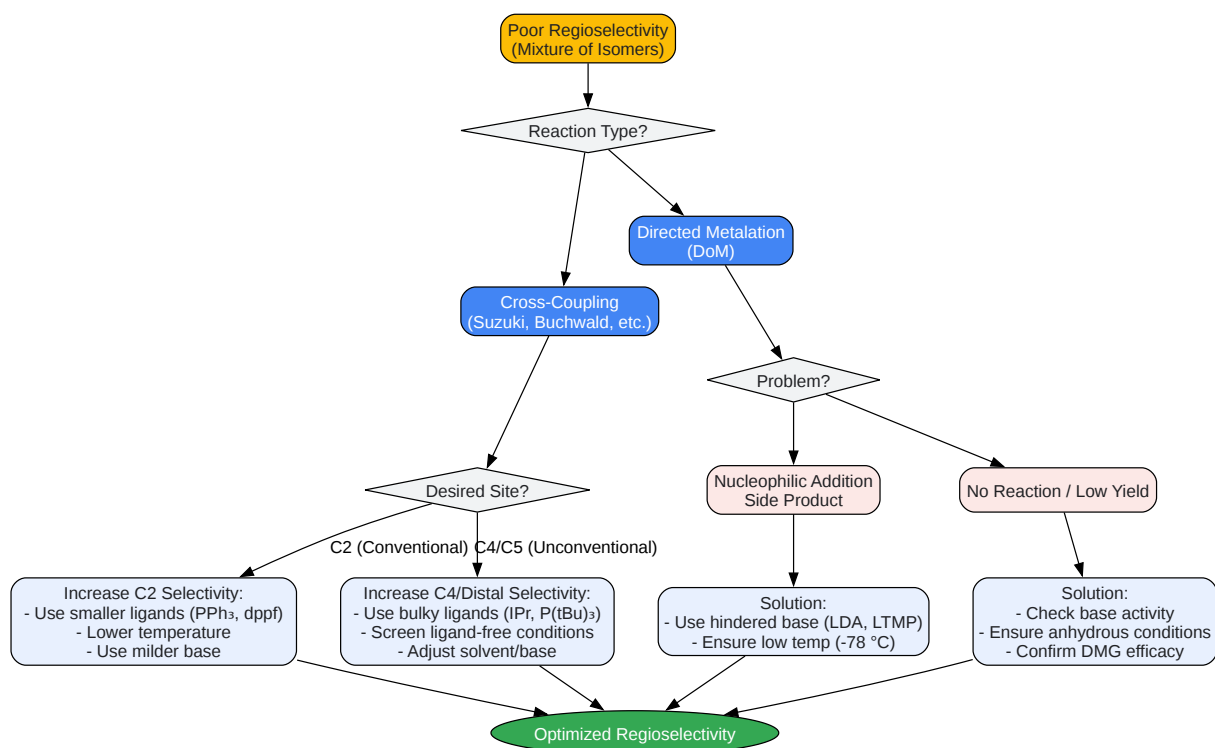 Poor Regioselectivity
(Mixture of Isomers)
Reaction Type?
Directed Metalation
(DoM)
Cross-Coupling
(Suzuki, Buchwald, etc.)
Problem?
Desired Site?
Nucleophilic Addition
Side Product
No Reaction / Low Yield
C2 (Conventional)
C4/C5 (Unconventional)
Increase C2 Selectivity:
- Use smaller ligands (PPh₃, dppf)
- Lower temperature
- Use milder base
Increase C4/Distal Selectivity:
- Use bulky ligands (IPr, P(tBu)₃)
- Screen ligand-free conditions
- Adjust solvent/base
Solution:
- Use hindered base (LDA, LTMP)
- Ensure low temp (-78 °C)
Solution:
- Check base activity
- Ensure anhydrous conditions
- Confirm DMG efficacy
Optimized Regioselectivity